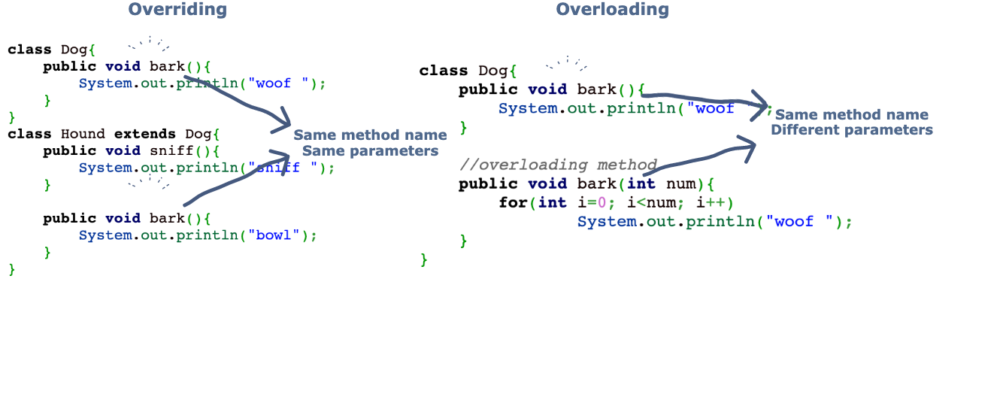 Overriding
class Dog{
public void bark(){
System.out.println("woof ");
}
}
class Hound extends Dog{
public void sniff(){
System.out.println("sniff ");
}
public void bark(){
System.out.println("bowl");
}
}
Same method name
Same parameters
Overloading
class Dog{
public void bark(){
System.out.println("woof ");
}
//overloading method
public void bark(int num){
for(int i=0; i<num; i++)
System.out.println("woof ");
}
}
Same method name
Different parameters